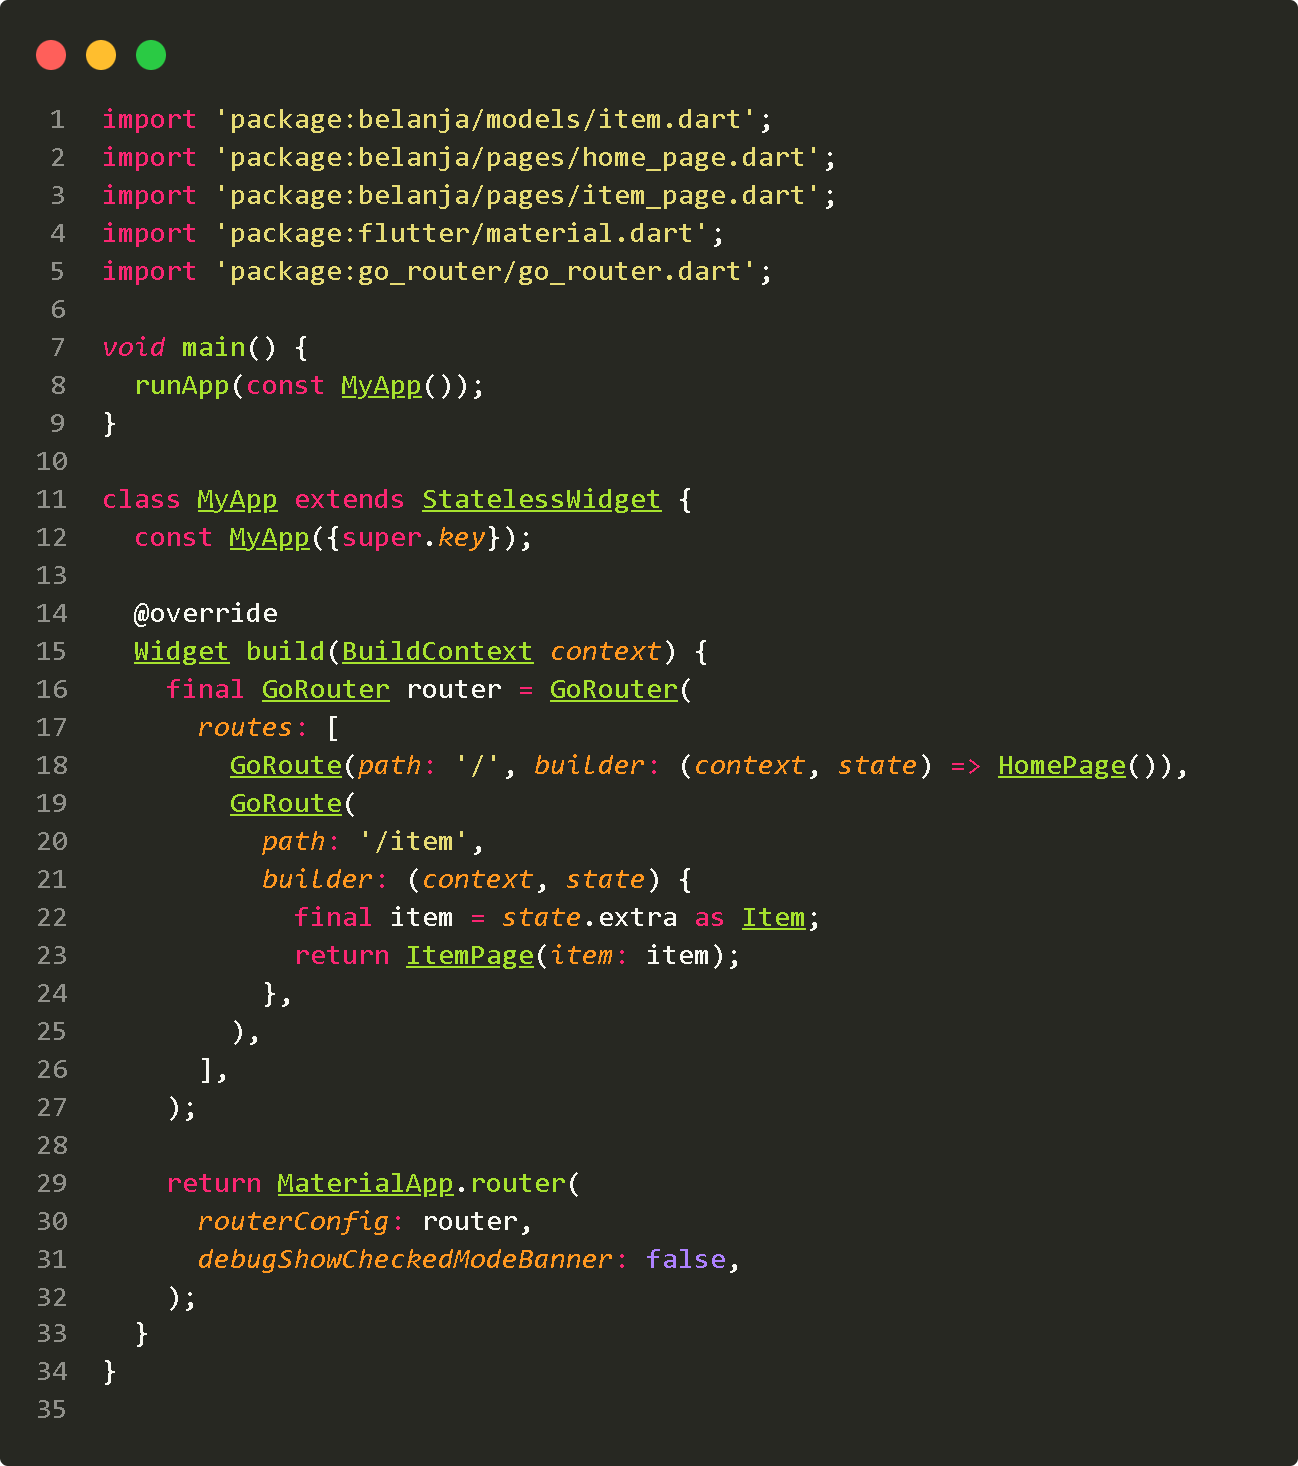 1 import 'package:belanja/models/item.dart';
2 import 'package:belanja/pages/home_page.dart';
3 import 'package:belanja/pages/item_page.dart';
4 import 'package:flutter/material.dart';
5 import 'package:go_router/go_router.dart';
6
7 void main() {
8   runApp(const MyApp());
9 }
10
11 class MyApp extends StatelessWidget {
12   const MyApp({super.key});
13
14   @override
15   Widget build(BuildContext context) {
16     final GoRouter router = GoRouter(
17       routes: [
18         GoRoute(path: '/', builder: (context, state) => HomePage()),
19         GoRoute(
20           path: '/item',
21           builder: (context, state) {
22             final item = state.extra as Item;
23             return ItemPage(item: item);
24           },
25         ),
26       ],
27     );
28
29     return MaterialApp.router(
30       routerConfig: router,
31       debugShowCheckedModeBanner: false,
32     );
33   }
34 }
35